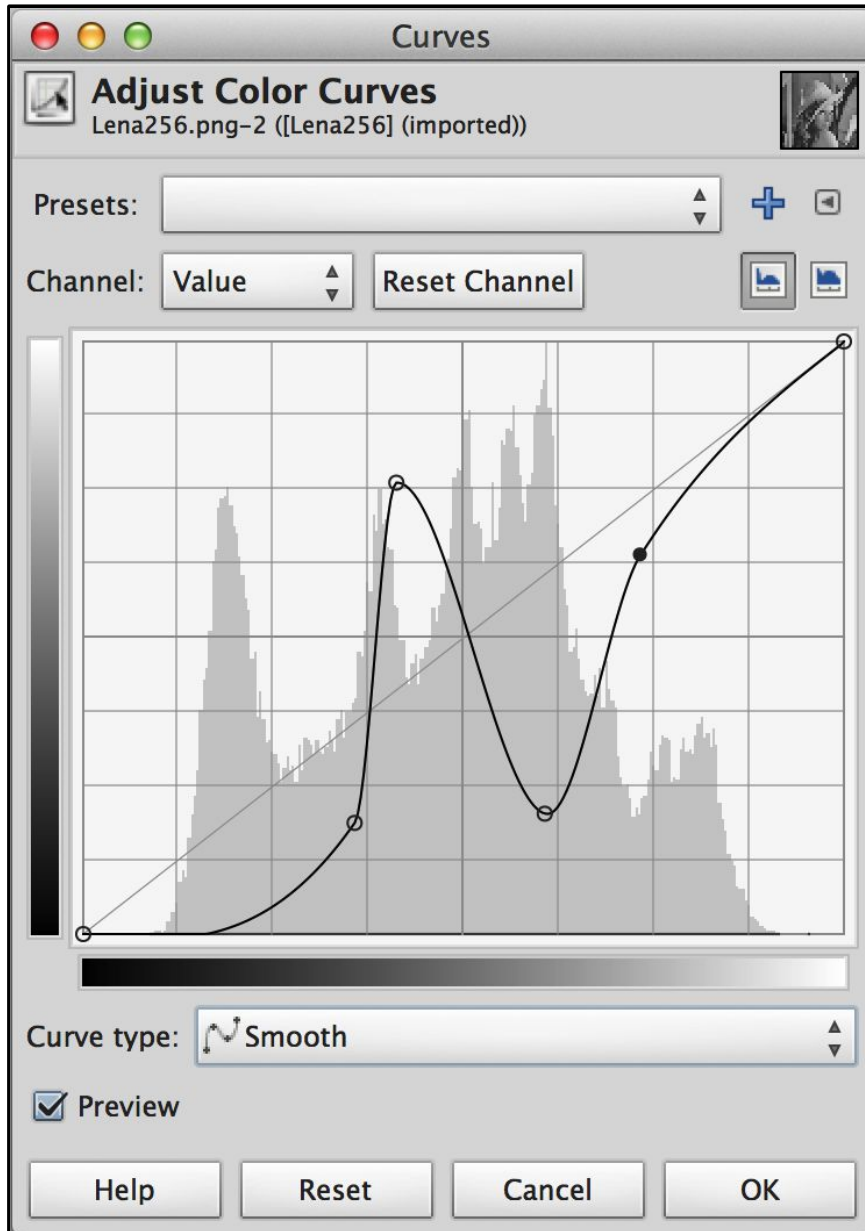 Curves
Adjust Color Curves
Lena256.png-2 ([Lena256] (imported))
Presets:
Channel: Value Reset Channel
Curve type: Smooth
Preview
Help Reset Cancel OK